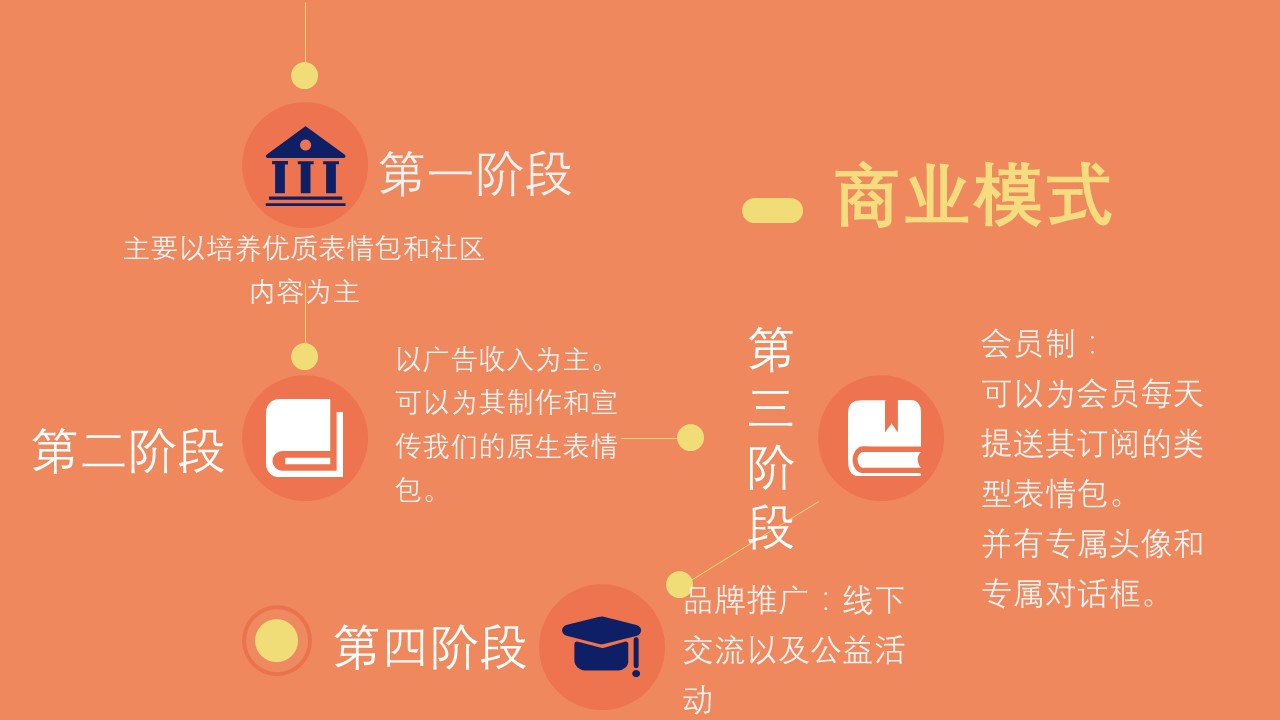 商业模式
第一阶段
主要以培养优质表情包和社区
内容为主
第二阶段
以广告收入为主。
可以为其制作和宣
传我们的原生表情
包。
第
三
阶
段
会员制：
可以为会员每天
提送其订阅的类
型表情包。
并有专属头像和
专属对话框。
第四阶段
品牌推广：线下
交流以及公益活
动